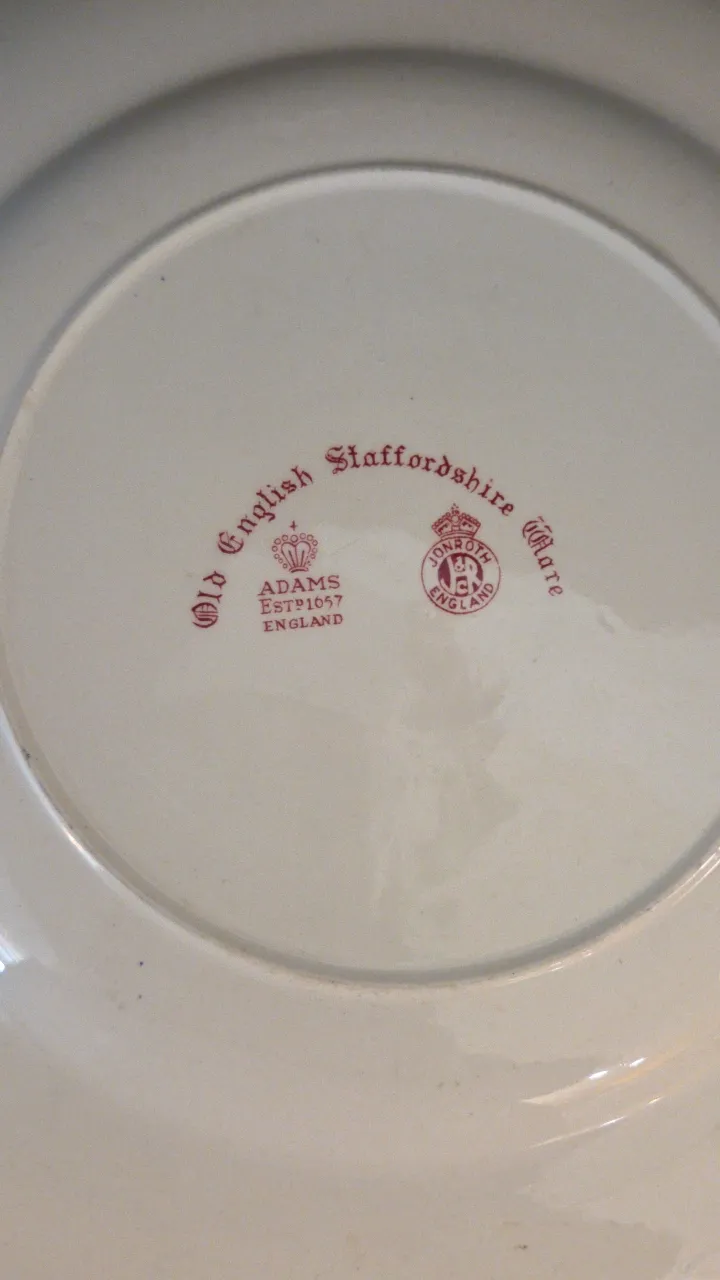 Old English Staffordshire Ware
ADAMS
ESTD 1657
ENGLAND
JONROTH
ENGLAND